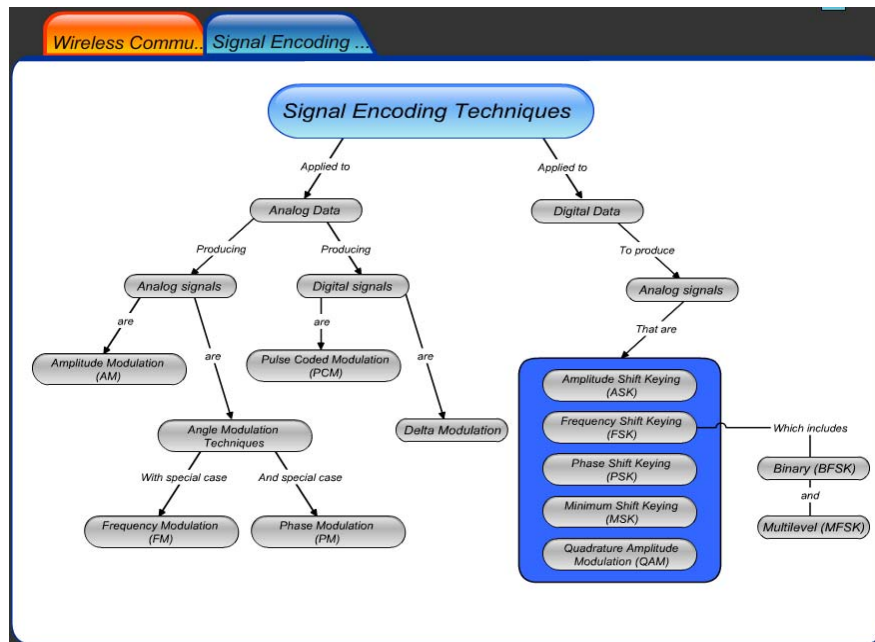 Wireless Commu..
Signal Encoding ...
Signal Encoding Techniques
Applied to
Applied to
Analog Data
Digital Data
Producing
Producing
To produce
Analog signals
Digital signals
Analog signals
are
are
That are
are
are
Amplitude Modulation
(AM)
Pulse Coded Modulation
(PCM)
Amplitude Shift Keying
(ASK)
Angle Modulation
Techniques
Delta Modulation
Frequency Shift Keying
(FSK)
Which includes
Phase Shift Keying
(PSK)
Binary (BFSK)
With special case
And special case
and
Minimum Shift Keying
(MSK)
Multilevel (MFSK)
Frequency Modulation
(FM)
Phase Modulation
(PM)
Quadrature Amplitude
Modulation (QAM)